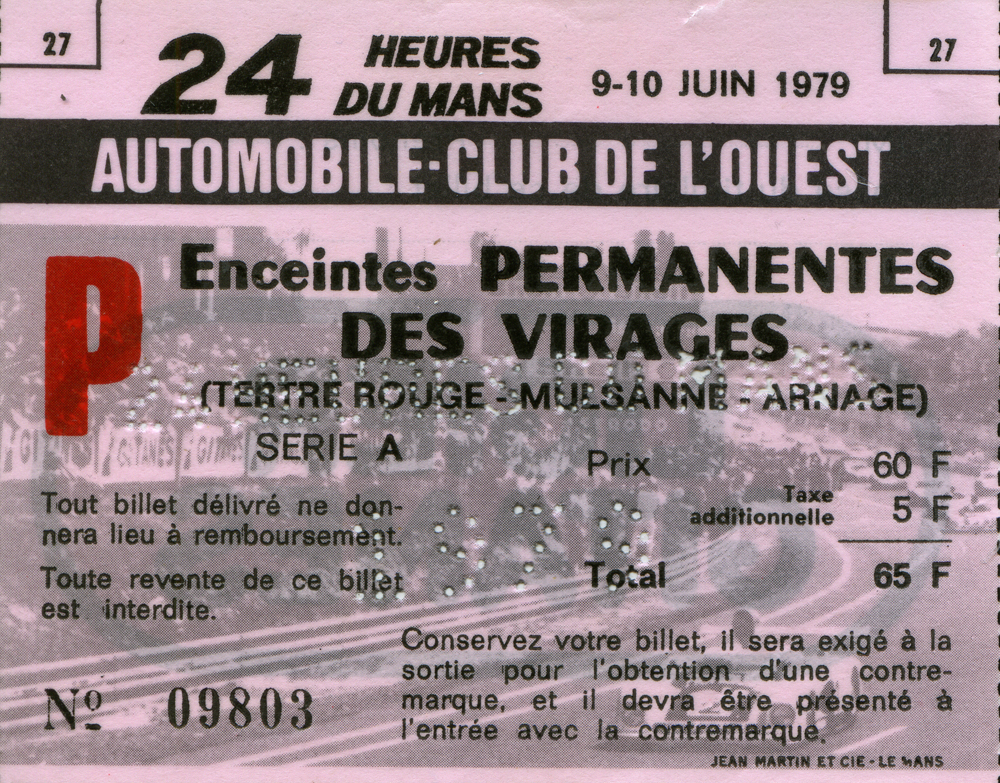 27
27
24 HEURES
DU MANS
9-10 JUIN 1979
AUTOMOBILE-CLUB DE L'OUEST
P
Enceintes PERMANENTES
DES VIRAGES
(TERTRE ROUGE - MULSANNE - ARNAGE)
GITANES
SERIE A
Prix 60 F
Taxe
additionnelle 5 F
Total 65 F
Tout billet délivré ne don-
nera lieu à remboursement.
Toute revente de ce billet
est interdite.
Conservez votre billet, il sera exigé à la
sortie pour l'obtention d'une contre-
marque, et il devra être présenté à
l'entrée avec la contremarque.
Nº 09803
JEAN MARTIN ET CIE - LE MANS